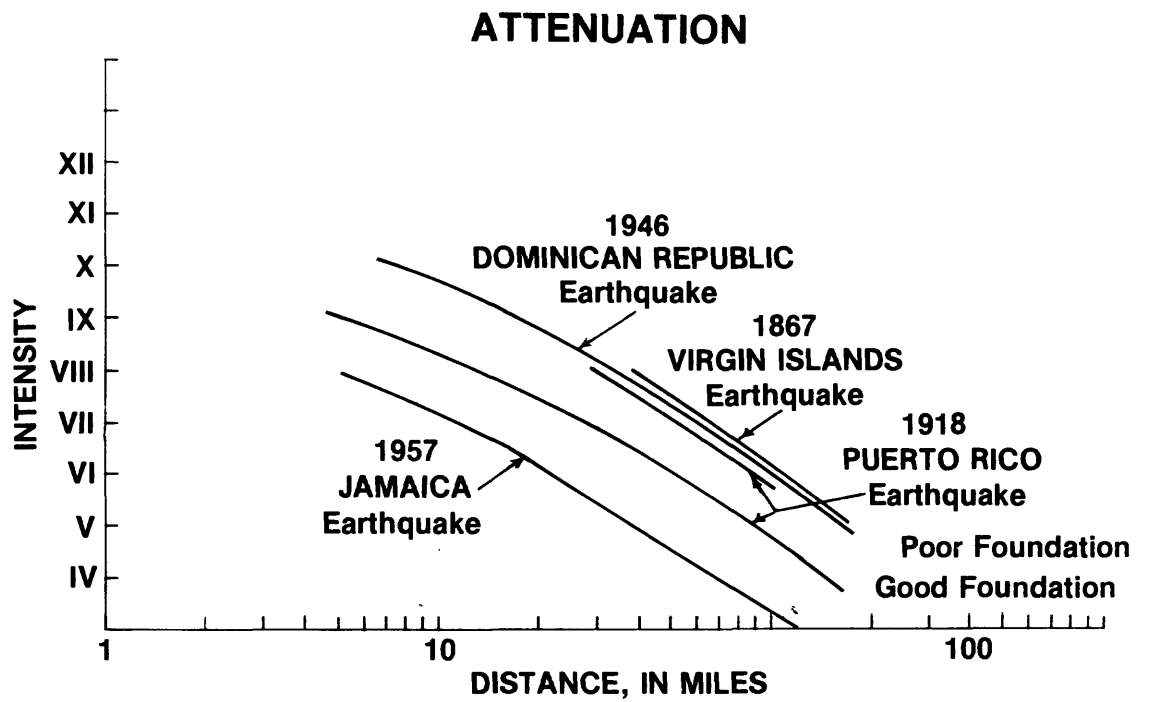 ATTENUATION
XII
XI
X
IX
VIII
VII
VI
V
IV
INTENSITY
1946
DOMINICAN REPUBLIC
Earthquake
1867
VIRGIN ISLANDS
Earthquake
1918
PUERTO RICO
Earthquake
1957
JAMAICA
Earthquake
Poor Foundation
Good Foundation
1 10 100
DISTANCE, IN MILES